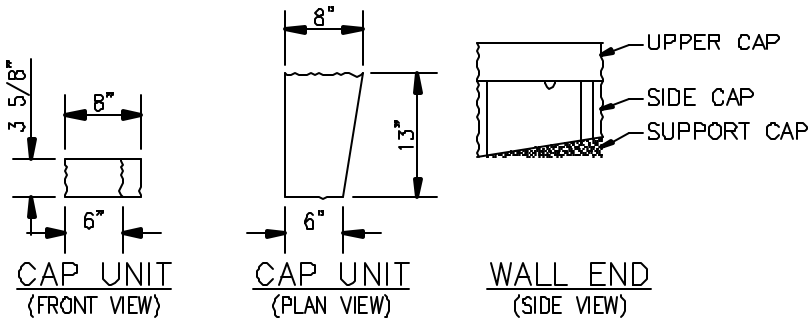 8"
UPPER CAP
3 5/8"
8"
SIDE CAP
13"
SUPPORT CAP
6"
6"
CAP UNIT
(FRONT VIEW)
CAP UNIT
(PLAN VIEW)
WALL END
(SIDE VIEW)